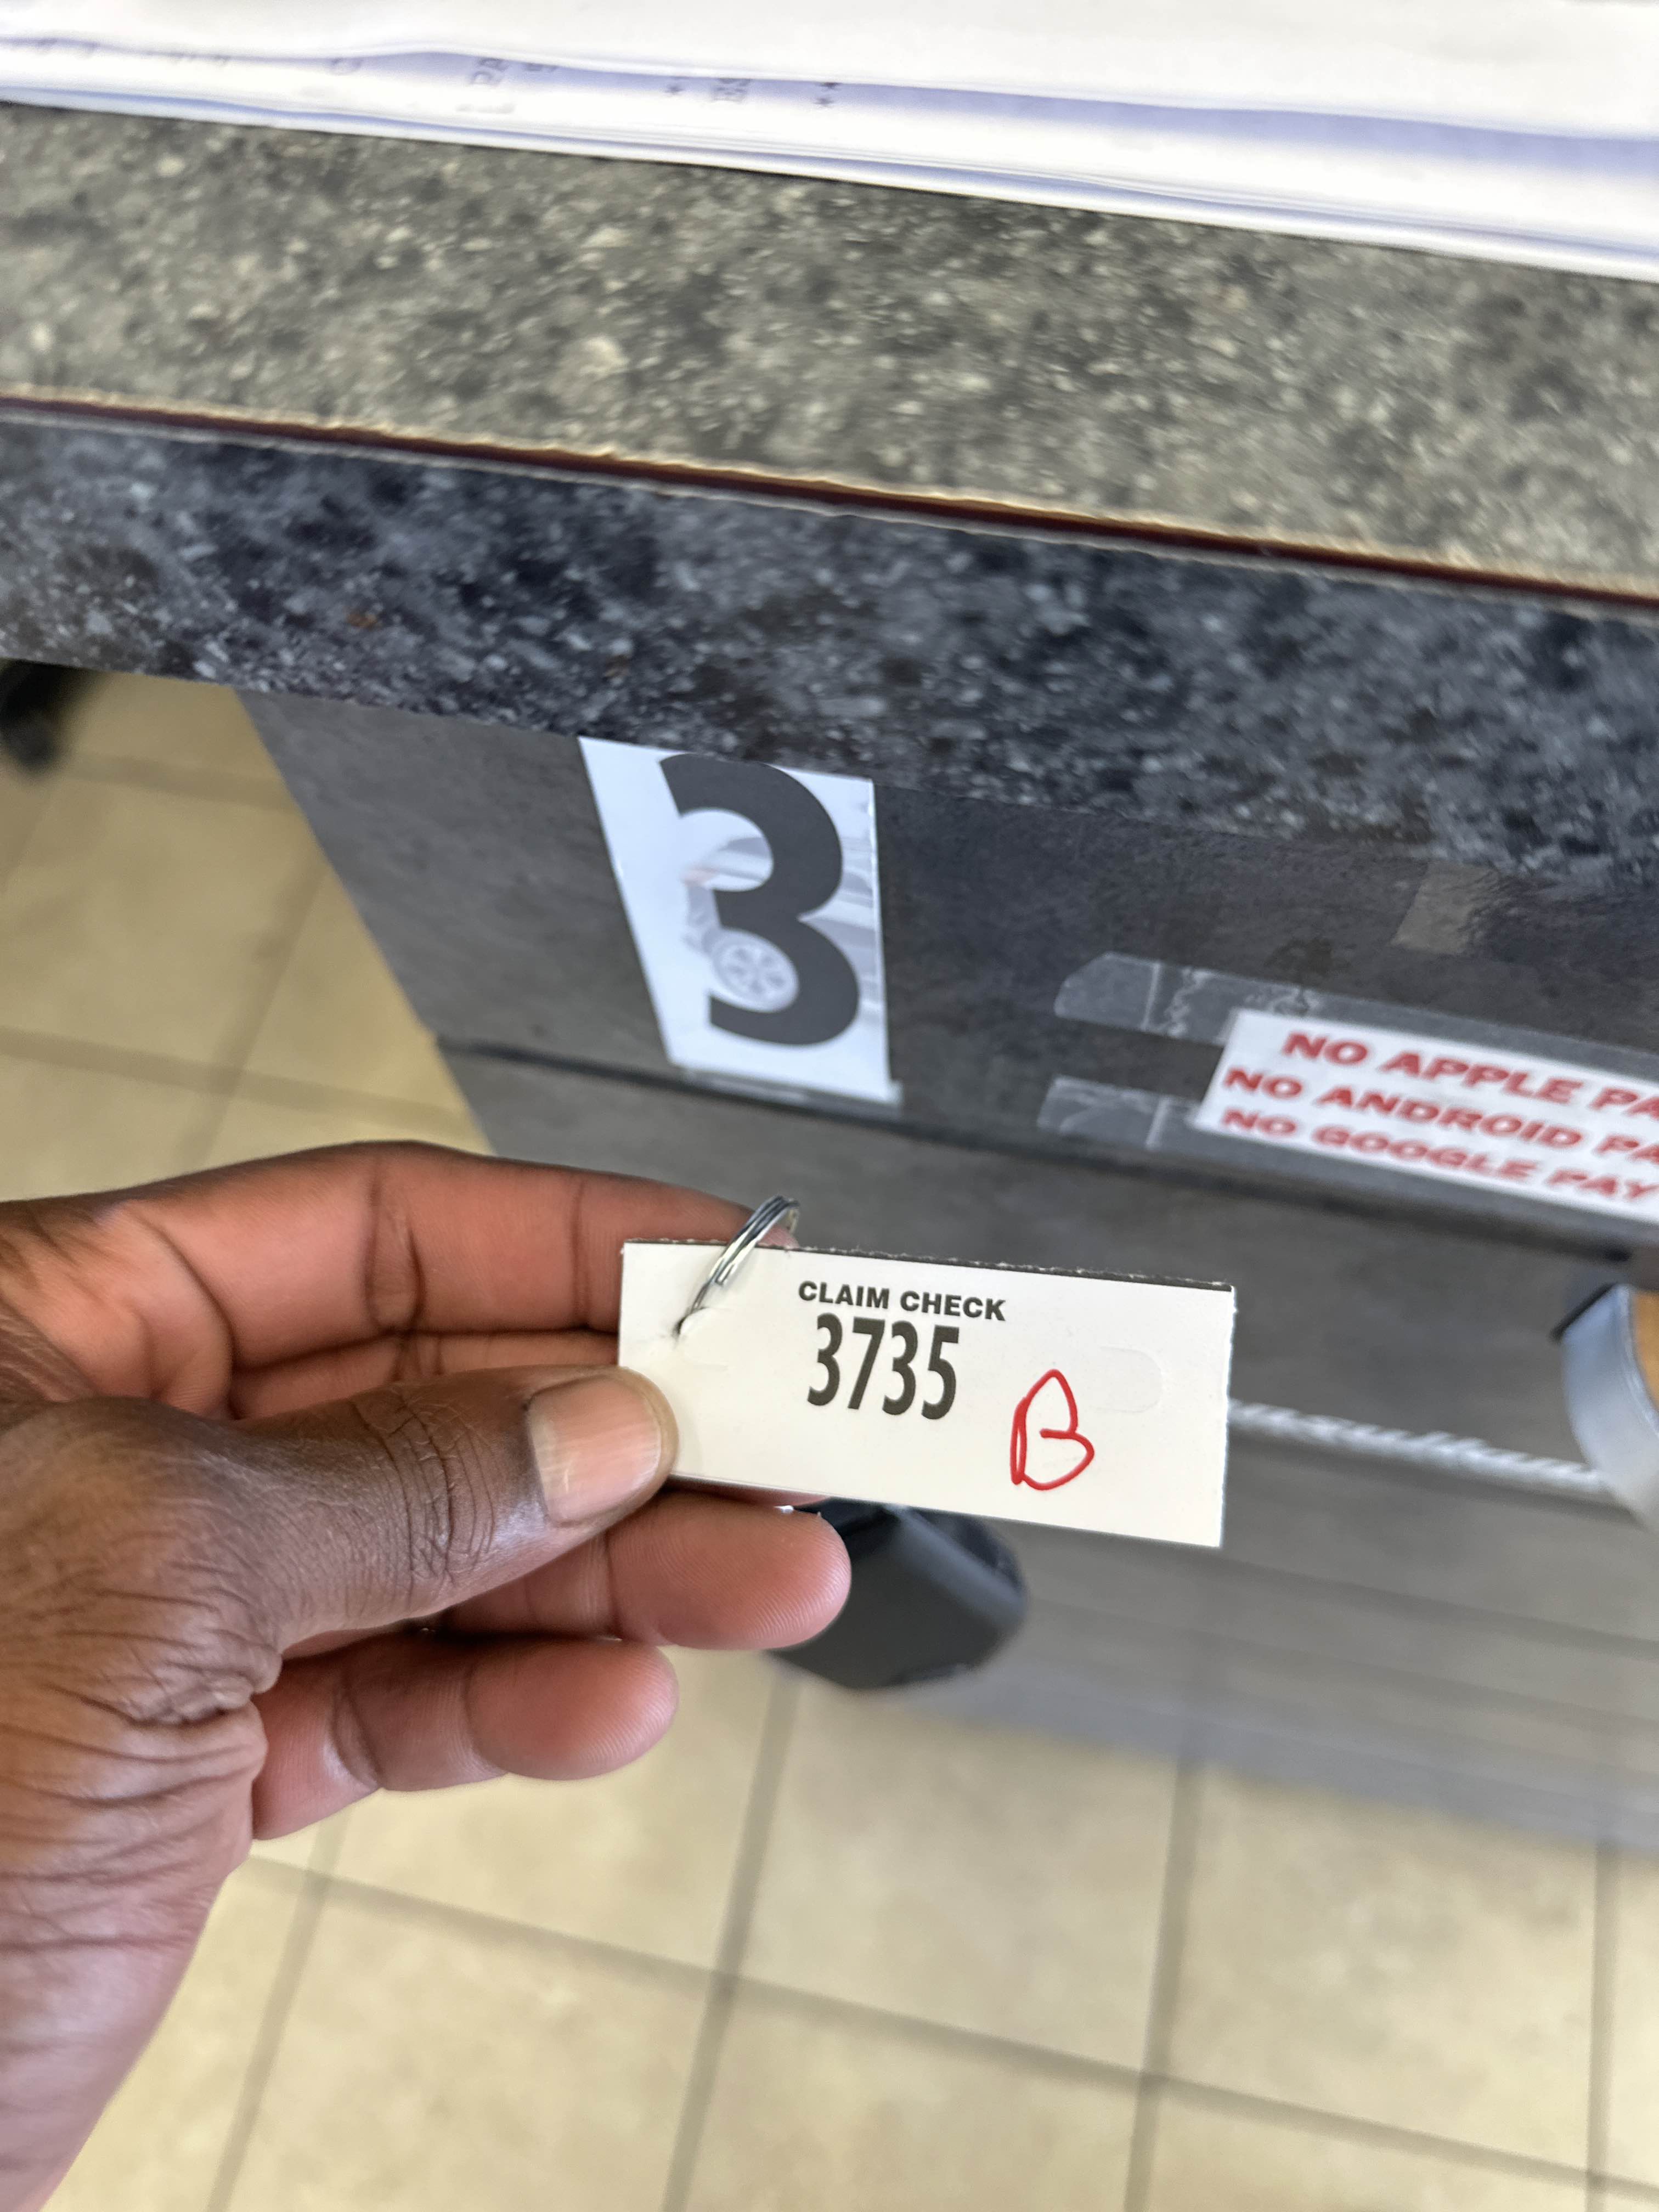 3
NO APPLE PA
NO ANDROID PA
NO GOOGLE PAY
CLAIM CHECK
3735
B